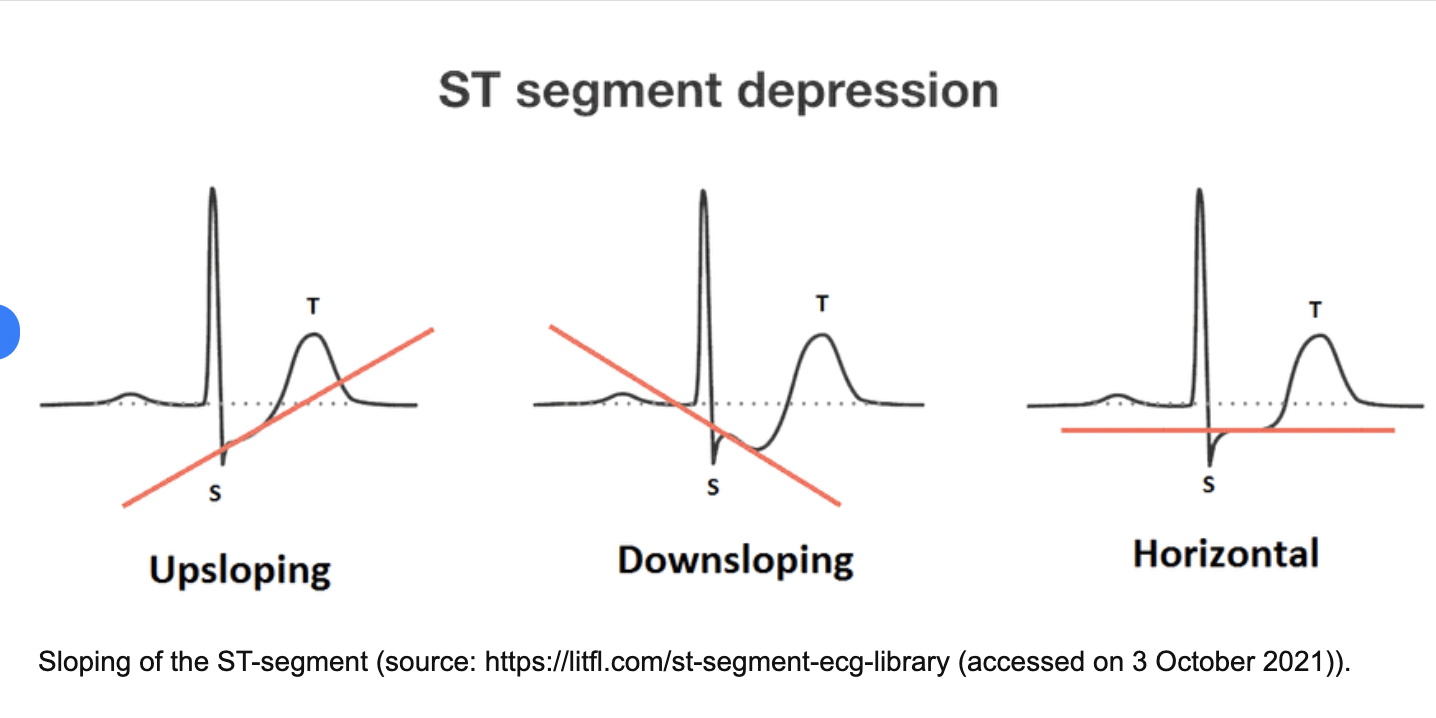 ST segment depression
T
T
T
S
S
S
Upsloping
Downsloping
Horizontal
Sloping of the ST-segment (source: https://litfl.com/st-segment-ecg-library (accessed on 3 October 2021)).